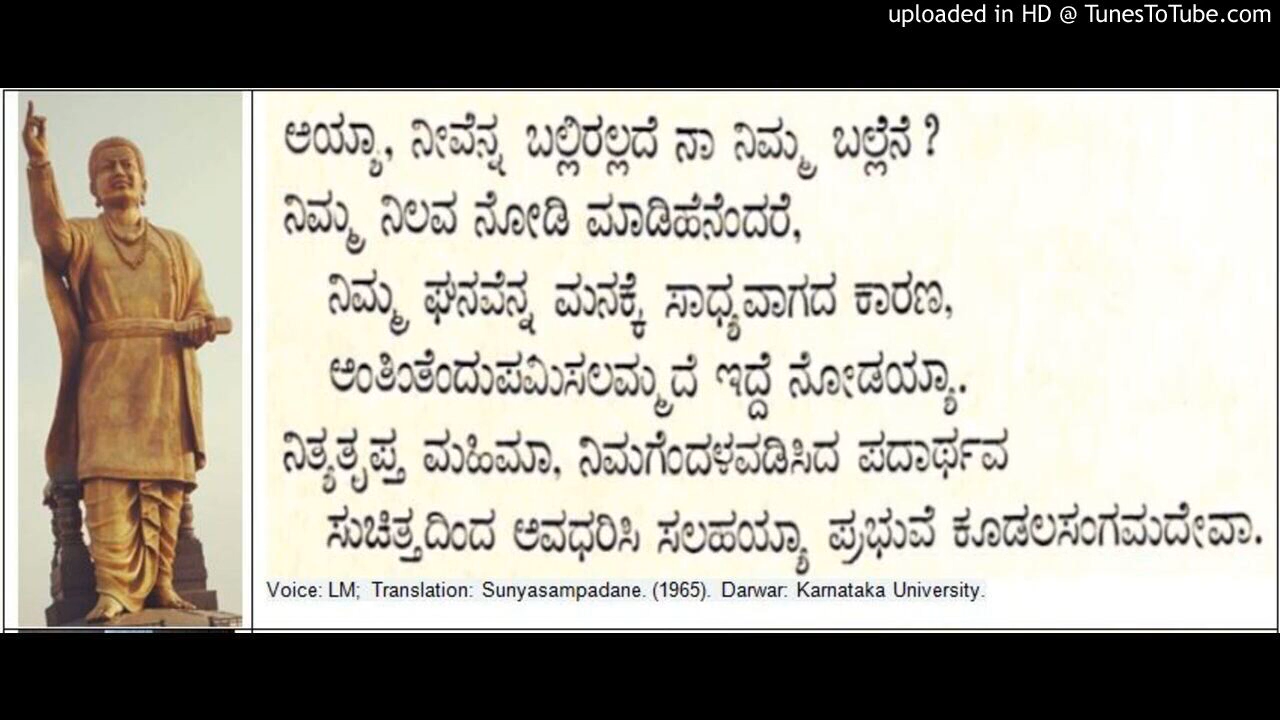 uploaded in HD @ TunesToTube.com
ಅಯ್ಯಾ, ನೀವೆನ್ನ ಬಲ್ಲಿರಲ್ಲದೆ ನಾ ನಿಮ್ಮ ಬಲ್ಲೆನೆ ?
ನಿಮ್ಮ ನಿಲವ ನೋಡಿ ಮಾಡಿಹೆನೆಂದರೆ,
ನಿಮ್ಮ ಘನವೆನ್ನ ಮನಕ್ಕೆ ಸಾಧ್ಯವಾಗದ ಕಾರಣ,
ಅಂತಿಂತೆಂದುಪಮಿಸಲಮ್ಮದೆ ಇದ್ದೆ ನೋಡಯ್ಯಾ.
ನಿತ್ಯತೃಪ್ತ ಮಹಿಮಾ, ನಿಮಗೆಂದಳವಡಿಸಿದ ಪದಾರ್ಥವ
ಸುಚಿತ್ತದಿಂದ ಅವಧರಿಸಿ ಸಲಹಯ್ಯಾ ಪ್ರಭುವೆ ಕೂಡಲಸಂಗಮದೇವಾ.
Voice: LM; Translation: Sunyasampadane. (1965). Darwar: Karnataka University.